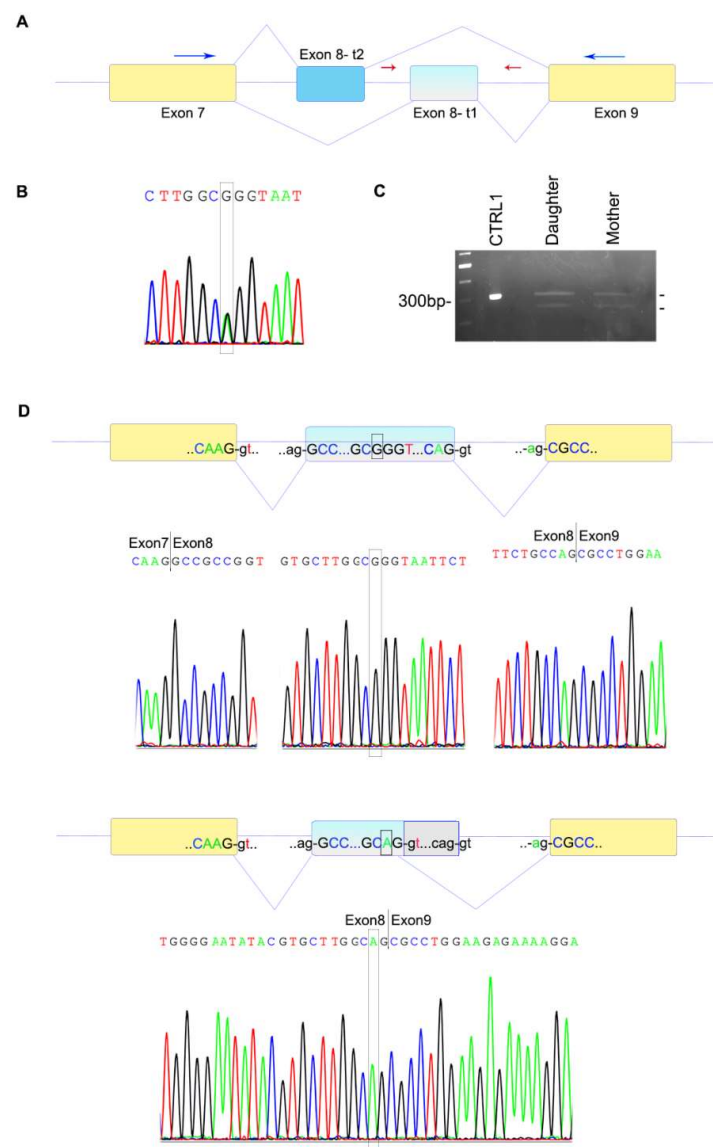 A
Exon 8- t2
Exon 7
Exon 8- t1
Exon 9
B
CTTGGCGGGTAAT
C
CTRL1
Daughter
Mother
300bp-
D
..CAAG-gt..
..ag-GCC...GCGGGT...CAG-gt
..-ag-CGCC..
Exon7 Exon8
CAAGGCCGCCGGT
GTGCTTGGCGGGTAATTCT
Exon8 Exon9
TTCTGCCAGCGCCTGGAA
..CAAG-gt..
..ag-GCC...GCAG-gt...cag-gt
..-ag-CGCC..
Exon8 Exon9
TGGGGAATATACGTGCTTGGCAGCGCCTGGAAGAGAAAAGGA